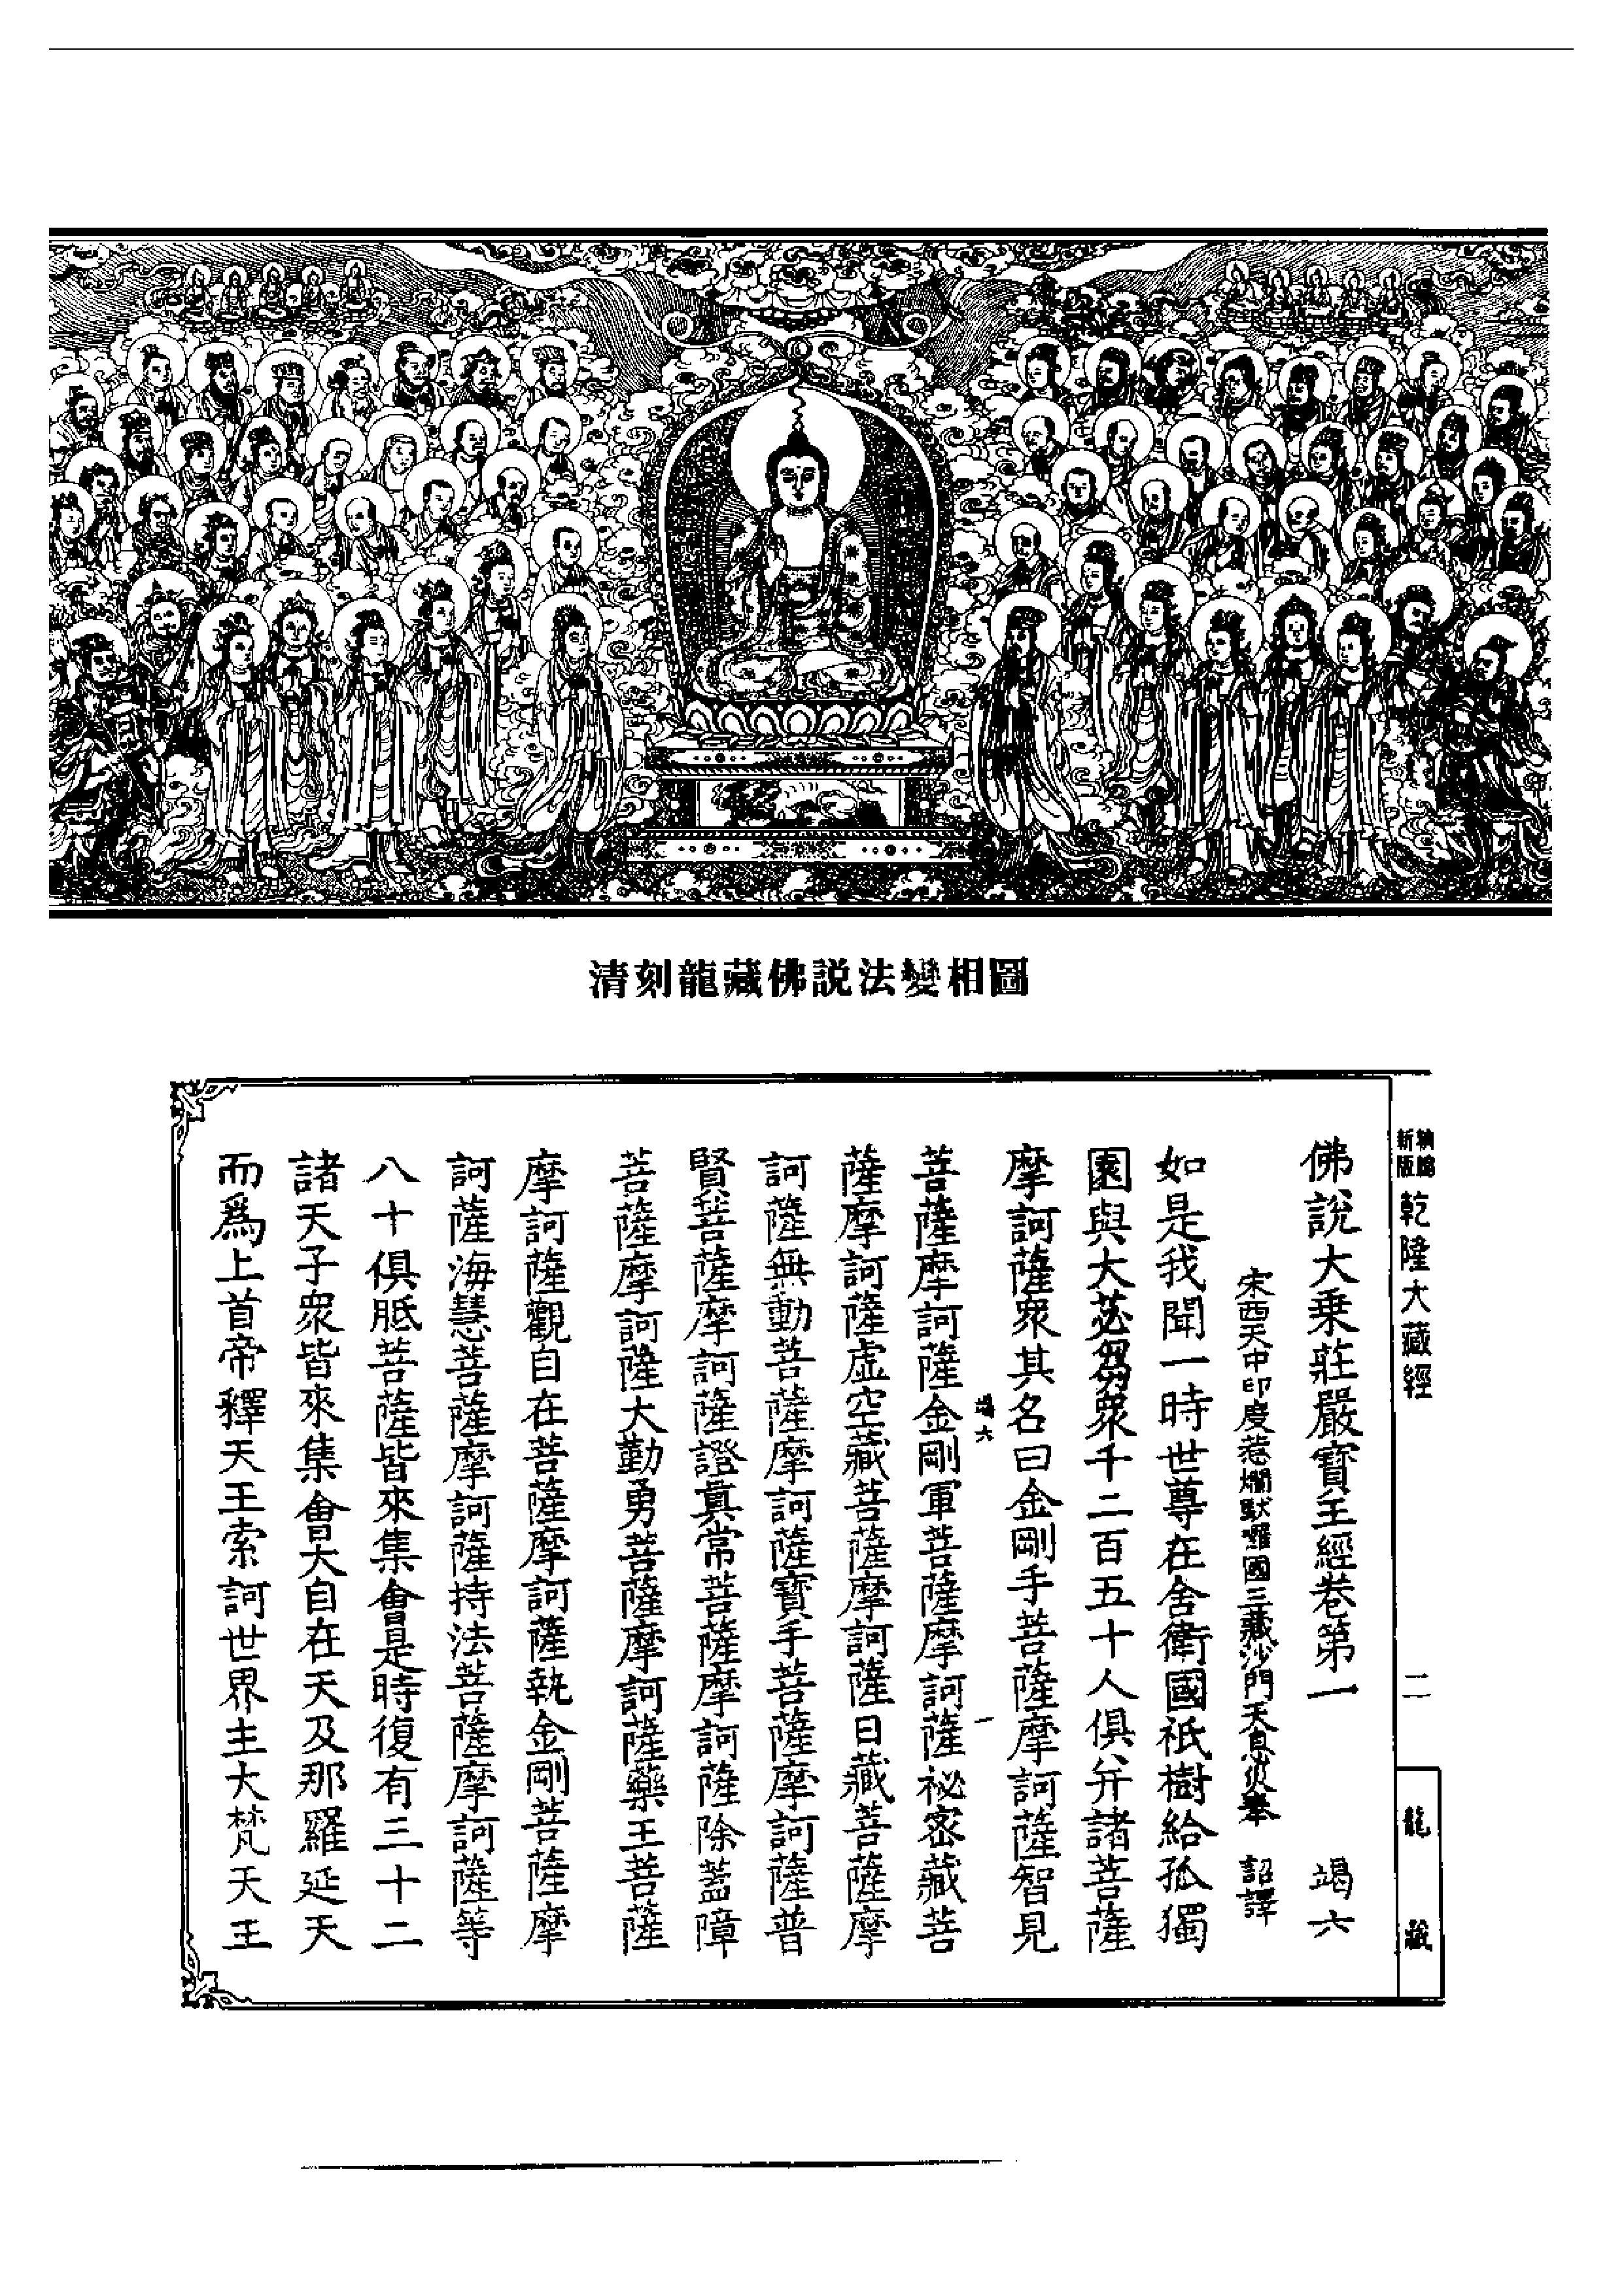 清刻龍藏佛説法變相圖
新版
乾隆大藏經
二
龍藏
佛說大乗莊嚴寶王經卷第一 竭六
宋西天中印度惹爛馱囉國三藏沙門天息災奉 詔譯
如是我聞一時世尊在舍衛國祇樹給孤獨
園與大苾芻衆千二百五十人俱并諸菩薩
摩訶薩衆其名曰金剛手菩薩摩訶薩智見
竭六 一
菩薩摩訶薩金剛軍菩薩摩訶薩祕密藏菩
薩摩訶薩虚空藏菩薩摩訶薩日藏菩薩摩
訶薩無動菩薩摩訶薩寳手菩薩摩訶薩普
賢菩薩摩訶薩證眞常菩薩摩訶薩除蓋障
菩薩摩訶薩大勤勇菩薩摩訶薩藥王菩薩
摩訶薩觀自在菩薩摩訶薩執金剛菩薩摩
訶薩海慧菩薩摩訶薩持法菩薩摩訶薩等
八十俱胝菩薩皆來集會是時復有三十二
諸天子衆皆來集會大自在天及那羅延天
而爲上首帝釋天王索訶世界主大梵天王